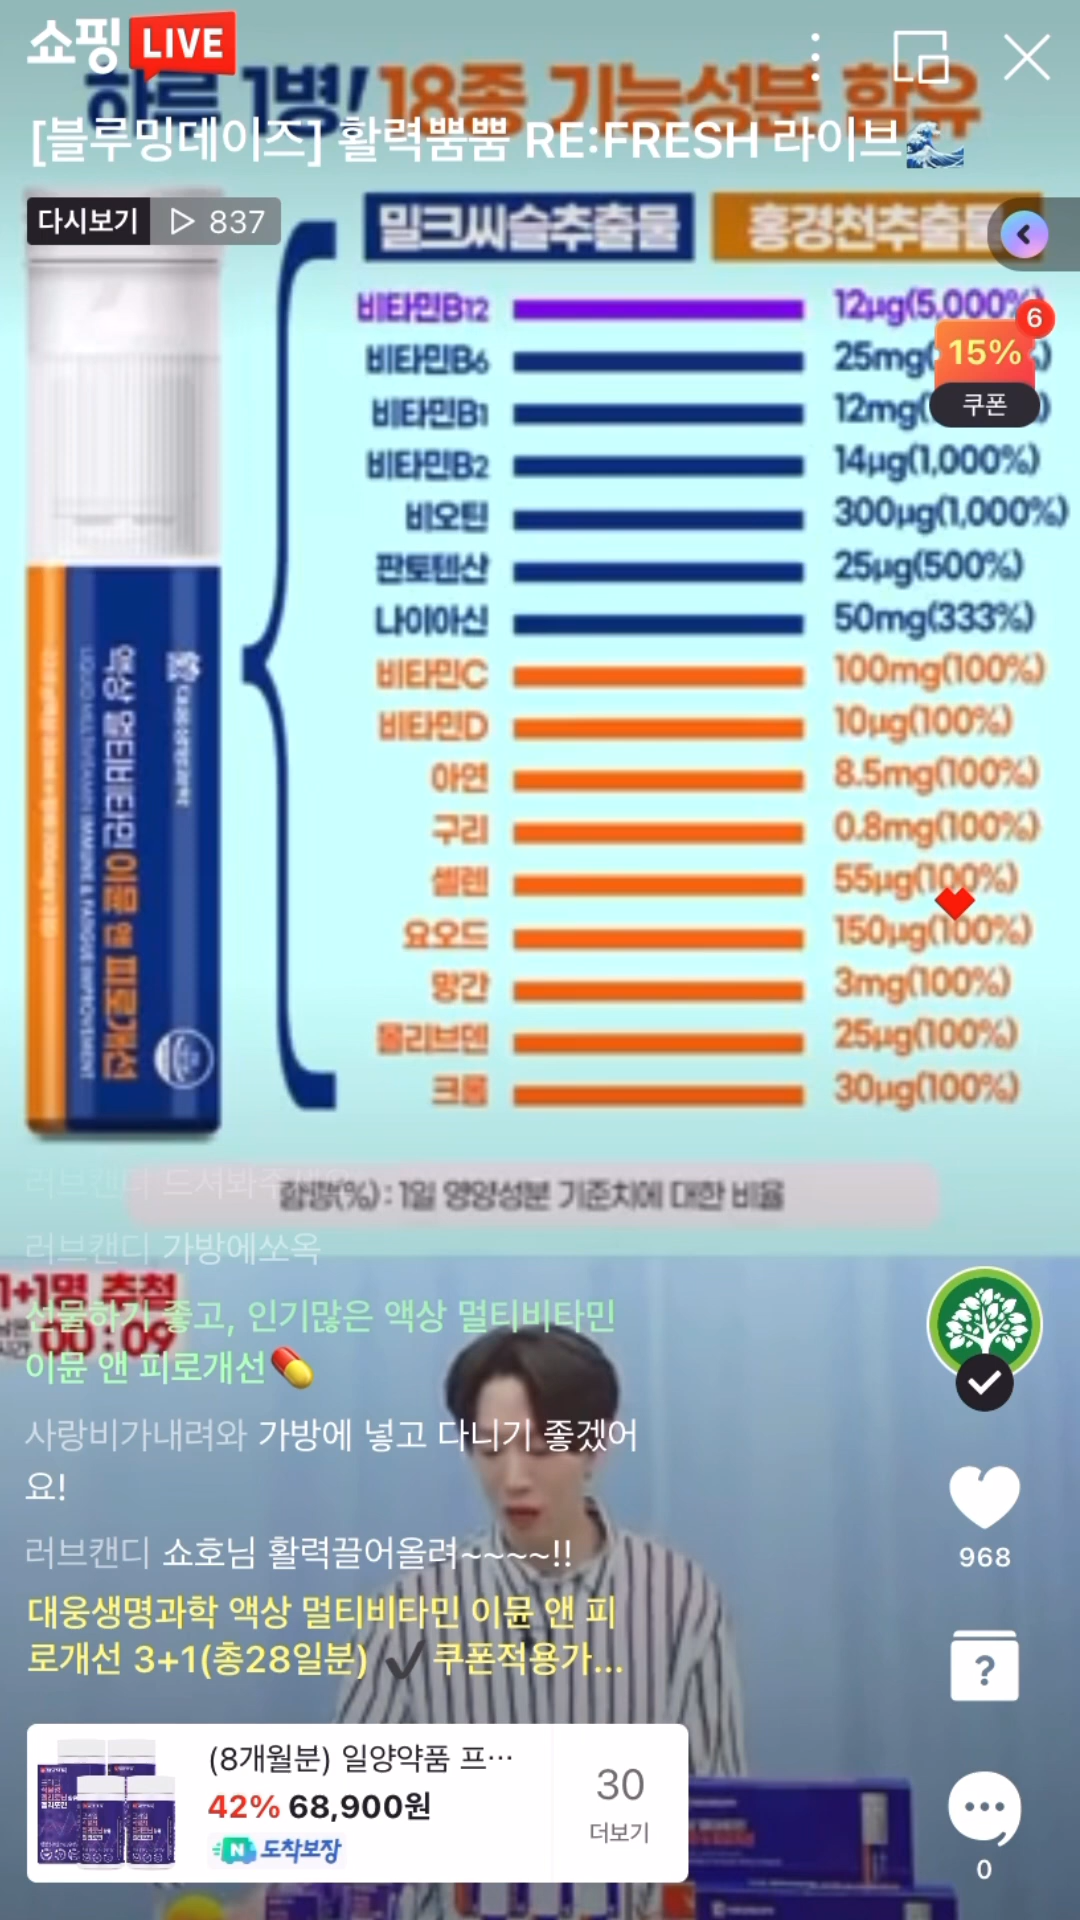 쇼핑 LIVE
하루 1병! 18종 기능성분 함유
[블루밍데이즈] 활력뿜뿜 RE:FRESH 라이브
다시보기 837
밀크씨슬추출물 홍경천추출물
비타민B12 12μg(5,000%)
비타민B6 25mg(
비타민B1 12mg(
비타민B2 14μg(1,000%)
비오틴 300μg(1,000%)
판토텐산 25μg(500%)
나이아신 50mg(333%)
비타민C 100mg(100%)
비타민D 10μg(100%)
아연 8.5mg(100%)
구리 0.8mg(100%)
셀렌 55μg(100%)
요오드 150μg(100%)
망간 3mg(100%)
몰리브덴 25μg(100%)
크롬 30μg(100%)
6
15%
쿠폰
액상 멀티비타민 이뮨 앤 피로개선
LIQUID MULTIVITAMIN IMMUNE & FATIGUE IMPROVEMENT
함량(%) : 1일 영양성분 기준치에 대한 비율
러브캔디 드셔봐주
러브캔디 가방에쏘옥
1+1명 추첨
00:09
선물하기 좋고, 인기많은 액상 멀티비타민
이뮨 앤 피로개선
사랑비가내려와 가방에 넣고 다니기 좋겠어
요!
러브캔디 쇼호님 활력끌어올려~~~~!!
대웅생명과학 액상 멀티비타민 이뮨 앤 피
로개선 3+1(총28일분) ✔쿠폰적용가...
968
?
(8개월분) 일양약품 프…
42% 68,900원
N 도착보장
30
더보기
0